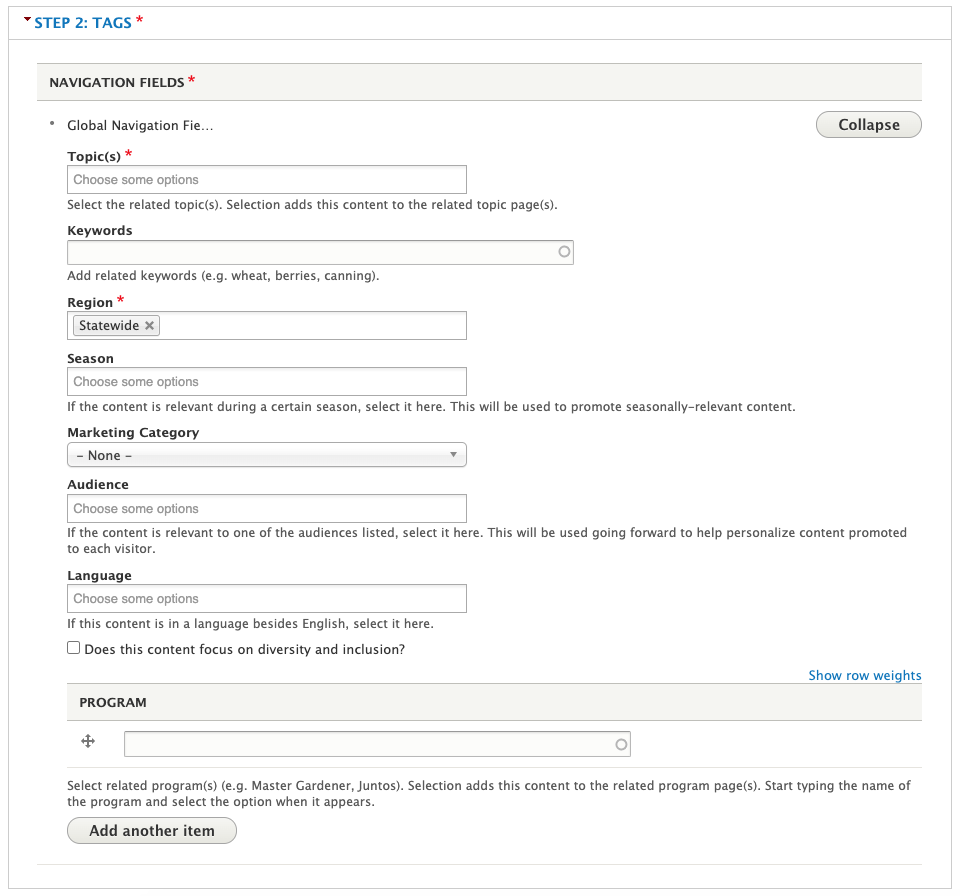 STEP 2: TAGS *
NAVIGATION FIELDS *
Global Navigation Fie...
Collapse
Topic(s) *
Choose some options
Select the related topic(s). Selection adds this content to the related topic page(s).
Keywords
Add related keywords (e.g. wheat, berries, canning).
Region *
Statewide
Season
Choose some options
If the content is relevant during a certain season, select it here. This will be used to promote seasonally-relevant content.
Marketing Category
- None -
Audience
Choose some options
If the content is relevant to one of the audiences listed, select it here. This will be used going forward to help personalize content promoted
to each visitor.
Language
Choose some options
If this content is in a language besides English, select it here.
Does this content focus on diversity and inclusion?
Show row weights
PROGRAM
Select related program(s) (e.g. Master Gardener, Juntos). Selection adds this content to the related program page(s). Start typing the name of
the program and select the option when it appears.
Add another item